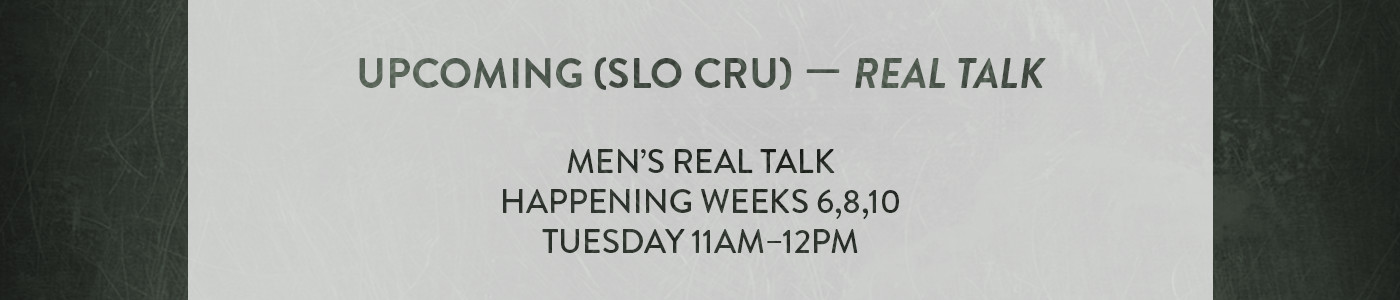 UPCOMING (SLO CRU) — REAL TALK
MEN'S REAL TALK
HAPPENING WEEKS 6,8,10
TUESDAY 11AM–12PM